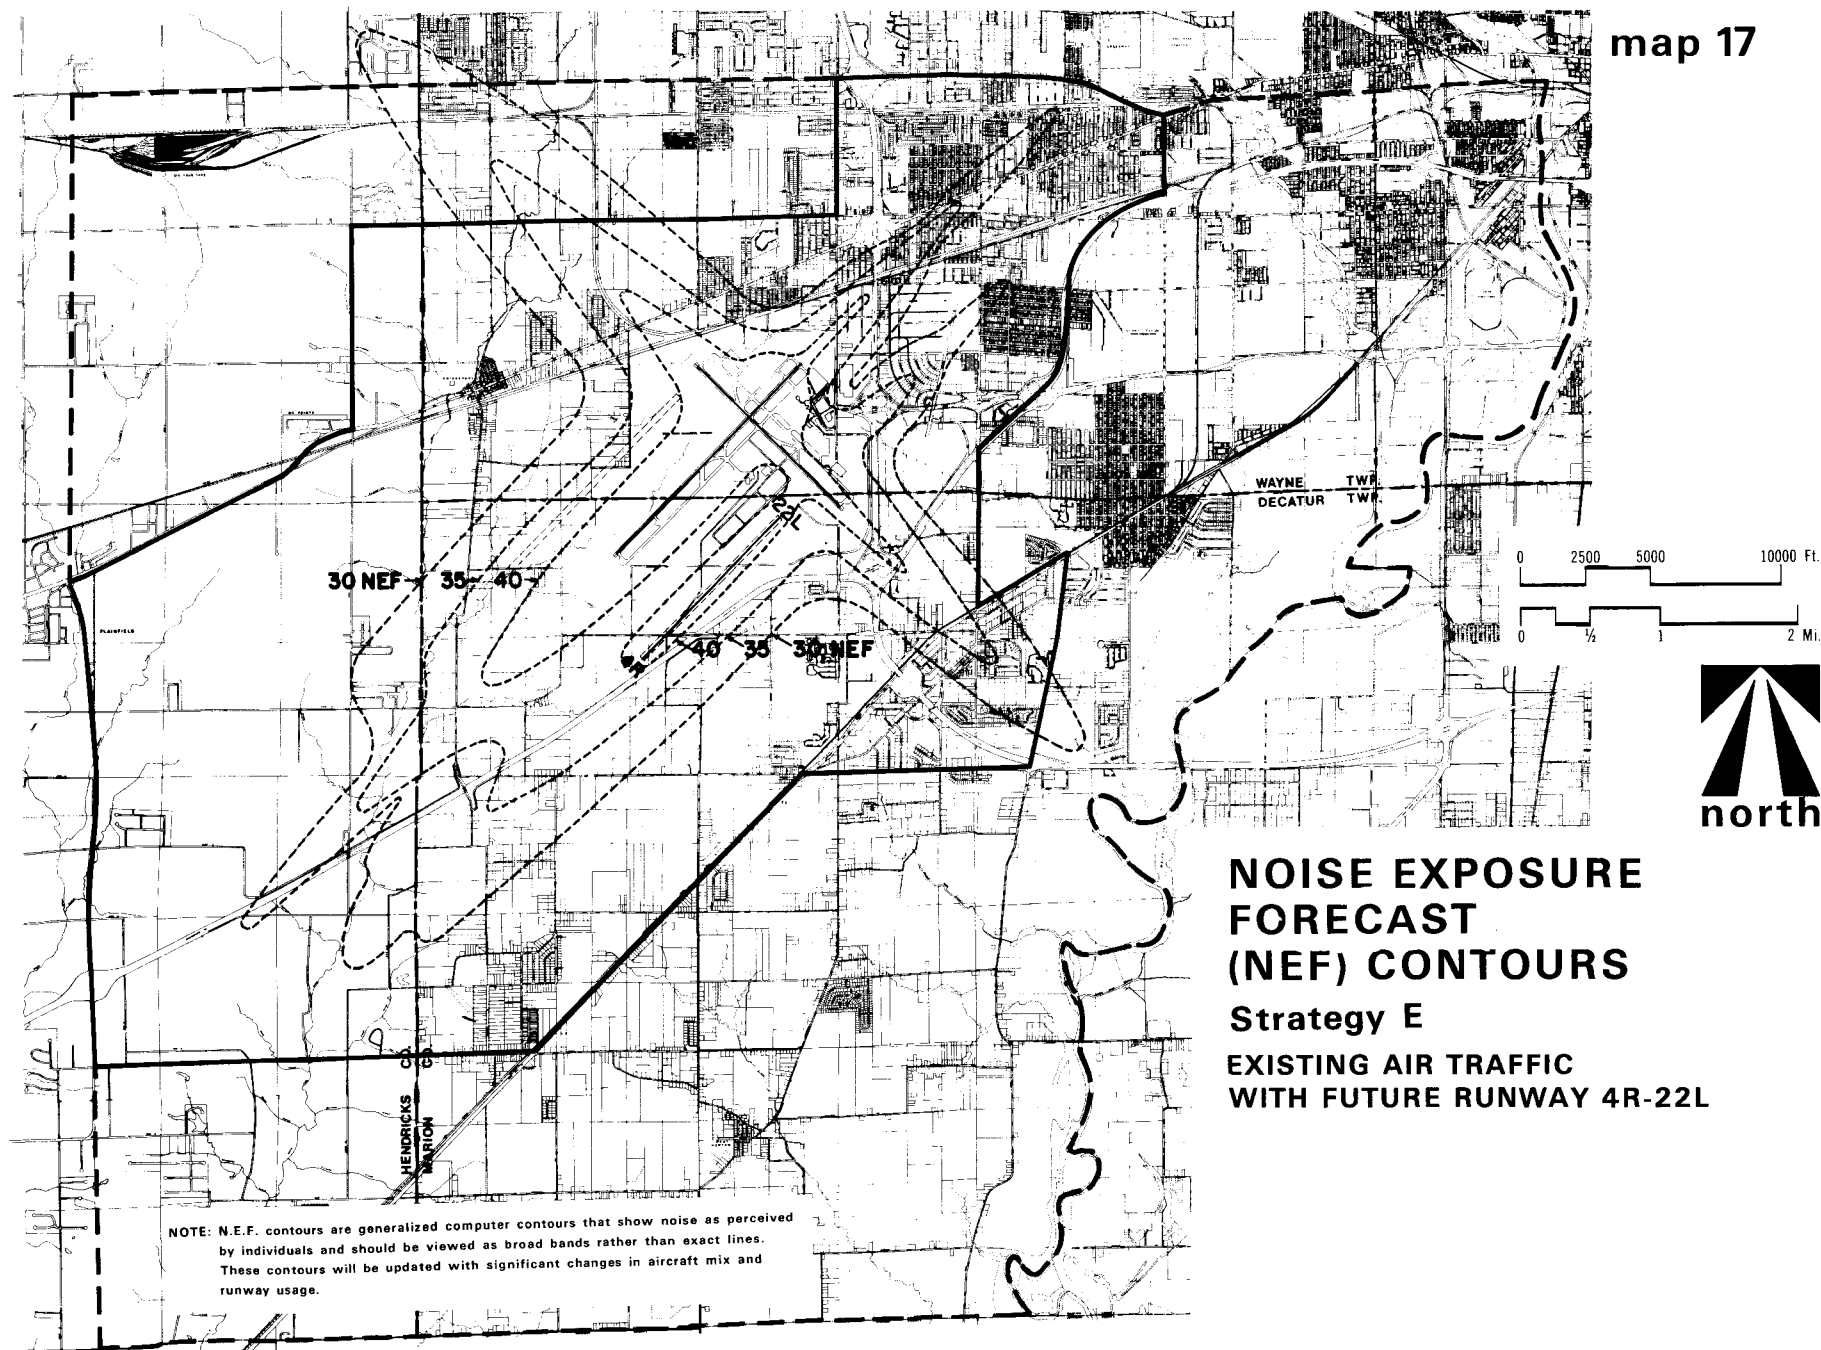 map 17
WAYNE TWP.
DECATUR TWP.
0 2500 5000 10000 Ft.
0 ½ 1 2 Mi.
22L
30 NEF 35 40
4R
40 35 30 NEF
PLAINFIELD
north
NOISE EXPOSURE
FORECAST
(NEF) CONTOURS
Strategy E
EXISTING AIR TRAFFIC
WITH FUTURE RUNWAY 4R-22L
HENDRICKS CO.
MARION CO.
NOTE: N.E.F. contours are generalized computer contours that show noise as perceived
by individuals and should be viewed as broad bands rather than exact lines.
These contours will be updated with significant changes in aircraft mix and
runway usage.